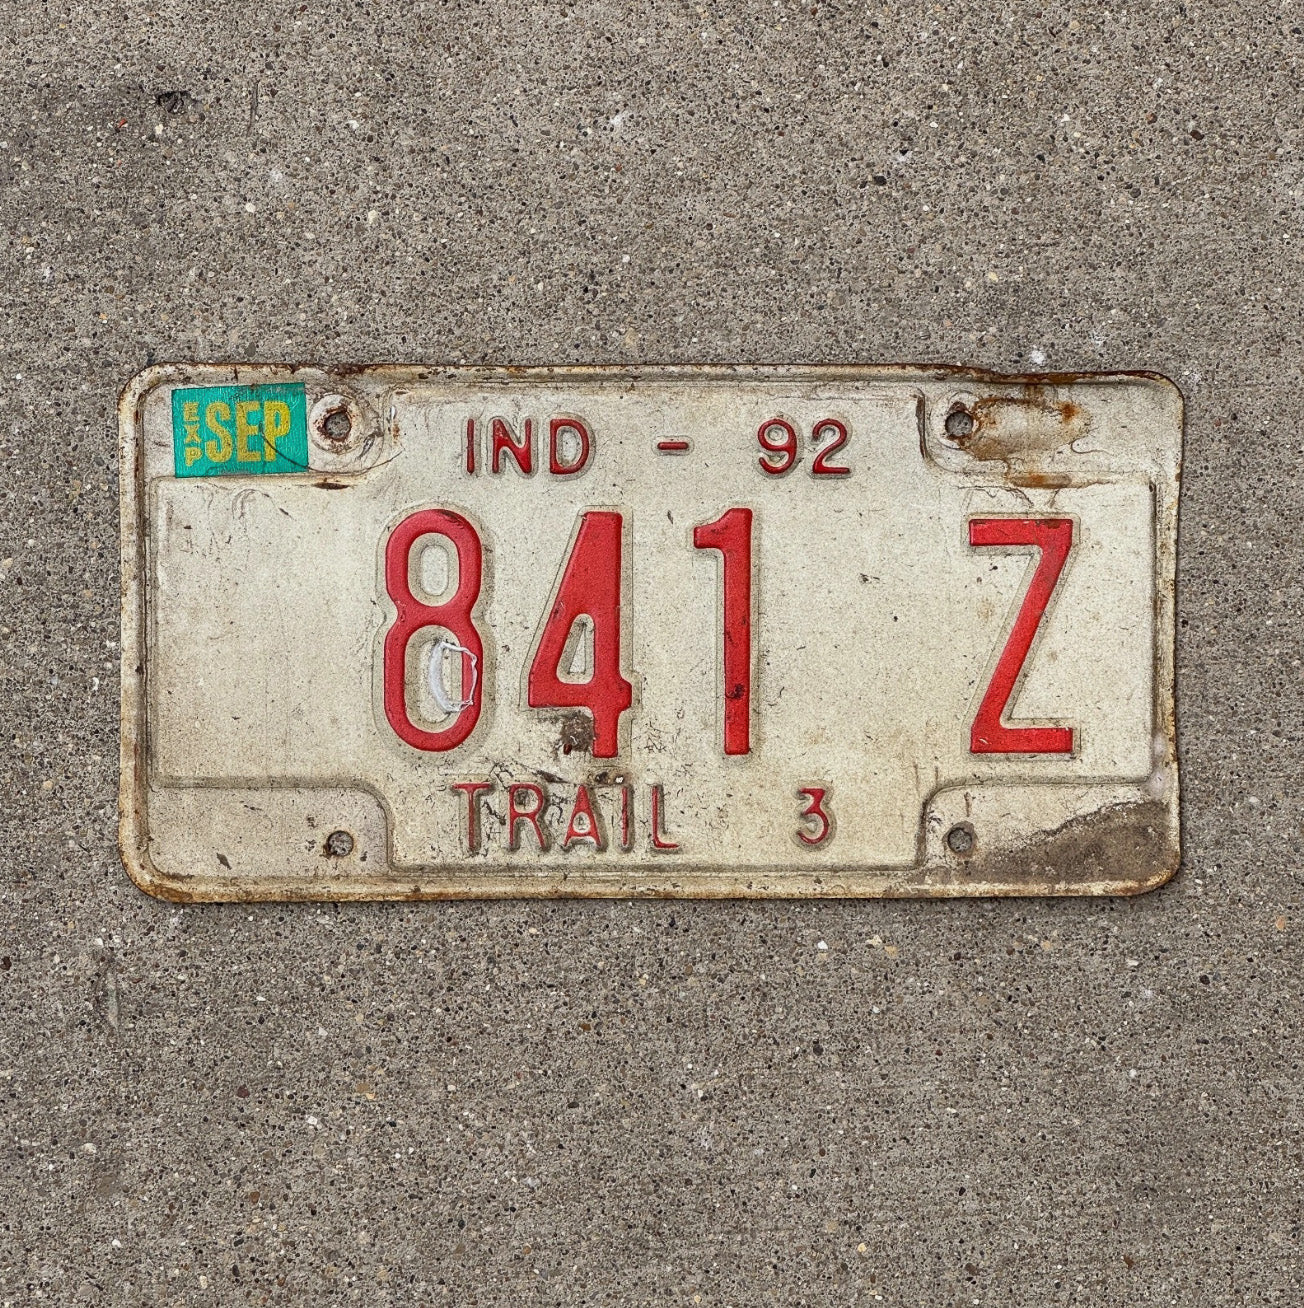 EXP SEP
IND - 92
841 Z
TRAIL 3